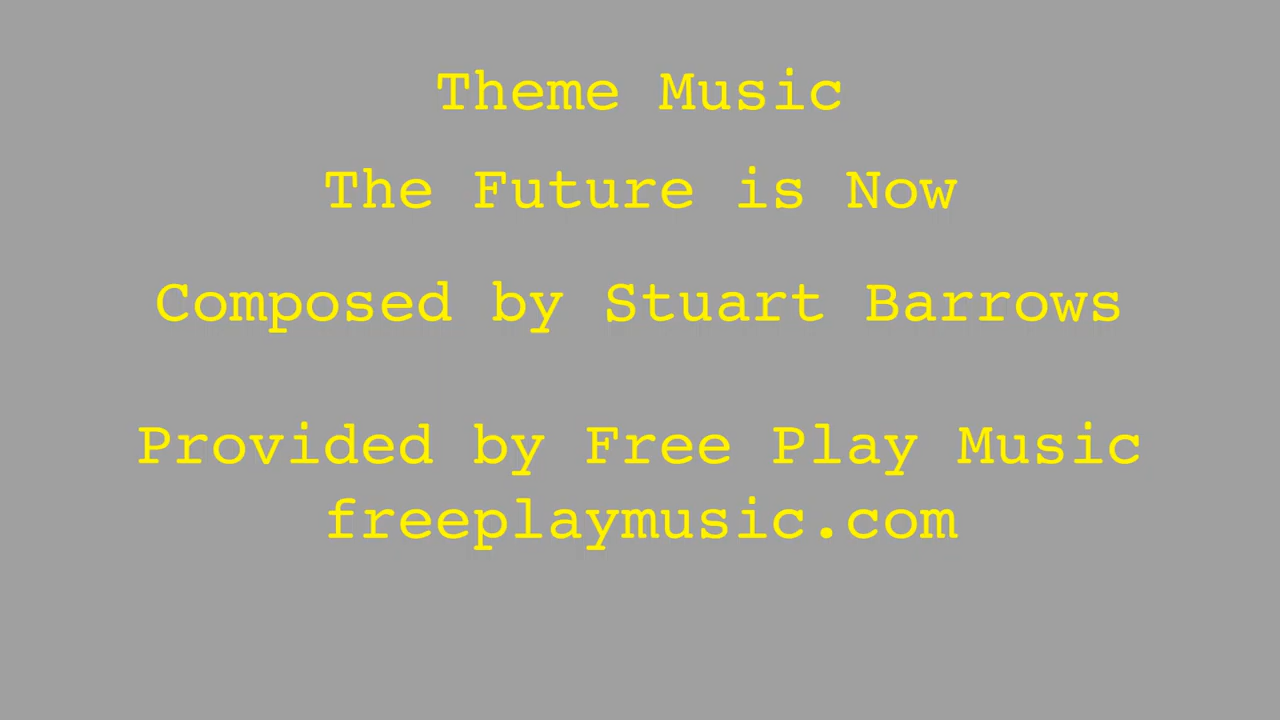 Theme Music
The Future is Now
Composed by Stuart Barrows
Provided by Free Play Music
freeplaymusic.com